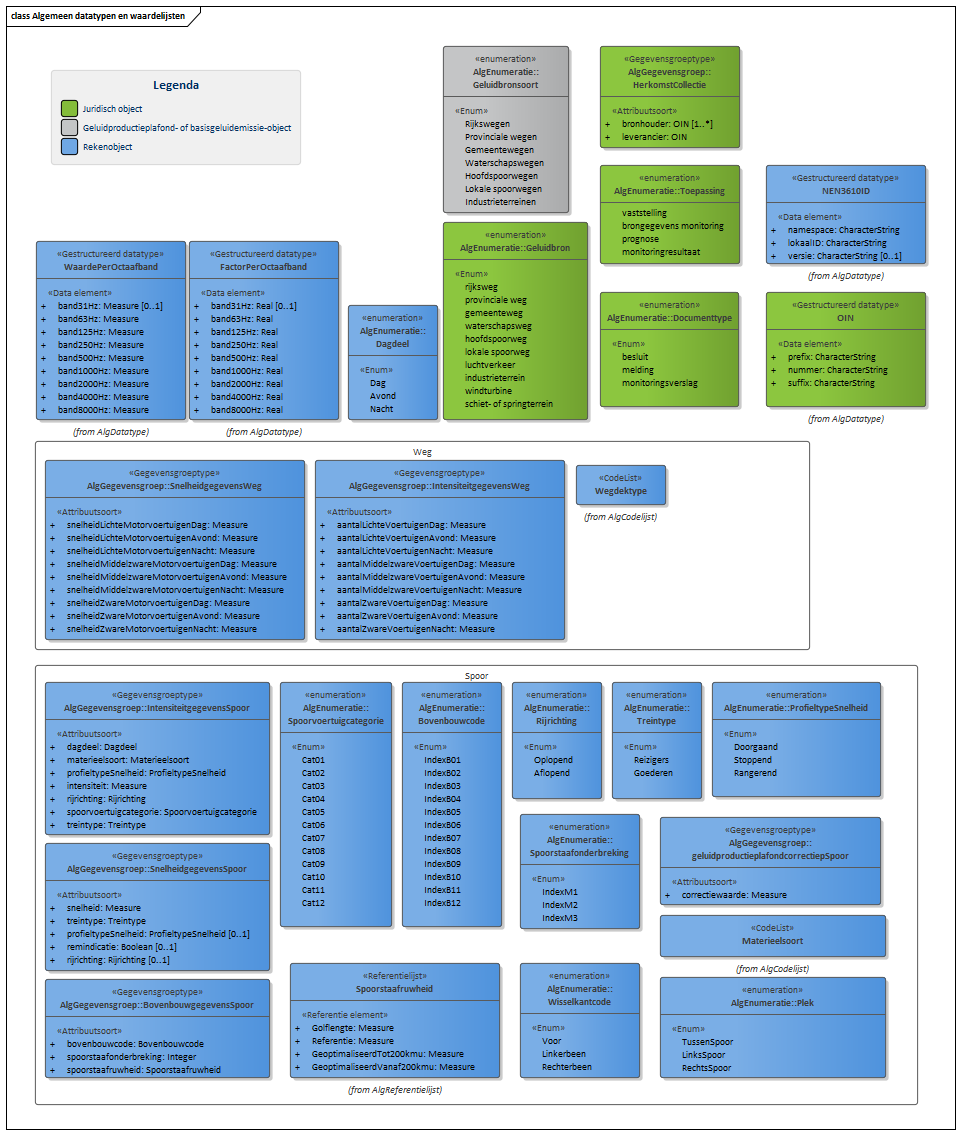 class Algemeen datatypen en waardelijsten
Legenda
Juridisch object
Geluidproductieplafond- of basisgeluidemissie-object
Rekenobject
«enumeration»
AlgEnumeratie::
Geluidbronsoort
«Enum»
Rijkswegen
Provinciale wegen
Gemeentewegen
Waterschapswegen
Hoofdspoorwegen
Lokale spoorwegen
Industrieterreinen
«Gegevensgroeptype»
AlgGegevensgroep::
HerkomstCollectie
«Attribuutsoort»
+ bronhouder: OIN [1..*]
+ leverancier: OIN
«enumeration»
AlgEnumeratie::Toepassing
vaststelling
brongegevens monitoring
prognose
monitoringresultaat
«Gestructureerd datatype»
NEN3610ID
«Data element»
+ namespace: CharacterString
+ lokaalID: CharacterString
+ versie: CharacterString [0..1]
(from AlgDatatype)
«Gestructureerd datatype»
WaardePerOctaafband
«Data element»
+ band31Hz: Measure [0..1]
+ band63Hz: Measure
+ band125Hz: Measure
+ band250Hz: Measure
+ band500Hz: Measure
+ band1000Hz: Measure
+ band2000Hz: Measure
+ band4000Hz: Measure
+ band8000Hz: Measure
(from AlgDatatype)
«Gestructureerd datatype»
FactorPerOctaafband
«Data element»
+ band31Hz: Real [0..1]
+ band63Hz: Real
+ band125Hz: Real
+ band250Hz: Real
+ band500Hz: Real
+ band1000Hz: Real
+ band2000Hz: Real
+ band4000Hz: Real
+ band8000Hz: Real
(from AlgDatatype)
«enumeration»
AlgEnumeratie::
Dagdeel
«Enum»
Dag
Avond
Nacht
«enumeration»
AlgEnumeratie::Geluidbron
«Enum»
rijksweg
provinciale weg
gemeenteweg
waterschapsweg
hoofdspoorweg
lokale spoorweg
luchtverkeer
industrieterrein
windturbine
schiet- of springterrein
«enumeration»
AlgEnumeratie::Documenttype
«Enum»
besluit
melding
monitoringsverslag
«Gestructureerd datatype»
OIN
«Data element»
+ prefix: CharacterString
+ nummer: CharacterString
+ suffix: CharacterString
(from AlgDatatype)
Weg
«Gegevensgroeptype»
AlgGegevensgroep::SnelheidgegevensWeg
«Attribuutsoort»
+ snelheidLichteMotorvoertuigenDag: Measure
+ snelheidLichteMotorvoertuigenAvond: Measure
+ snelheidLichteMotorvoertuigenNacht: Measure
+ snelheidMiddelzwareMotorvoertuigenDag: Measure
+ snelheidMiddelzwareMotorvoertuigenAvond: Measure
+ snelheidMiddelzwareMotorvoertuigenNacht: Measure
+ snelheidZwareMotorvoertuigenDag: Measure
+ snelheidZwareMotorvoertuigenAvond: Measure
+ snelheidZwareMotorvoertuigenNacht: Measure
«Gegevensgroeptype»
AlgGegevensgroep::IntensiteitgegevensWeg
«Attribuutsoort»
+ aantalLichteVoertuigenDag: Measure
+ aantalLichteVoertuigenAvond: Measure
+ aantalLichteVoertuigenNacht: Measure
+ aantalMiddelzwareVoertuigenDag: Measure
+ aantalMiddelzwareVoertuigenAvond: Measure
+ aantalMiddelzwareVoertuigenNacht: Measure
+ aantalZwareVoertuigenDag: Measure
+ aantalZwareVoertuigenAvond: Measure
+ aantalZwareVoertuigenNacht: Measure
«CodeList»
Wegdektype
(from AlgCodelijst)
Spoor
«Gegevensgroeptype»
AlgGegevensgroep::IntensiteitgegevensSpoor
«Attribuutsoort»
+ dagdeel: Dagdeel
+ materieelsoort: Materieelsoort
+ profieltypeSnelheid: ProfieltypeSnelheid
+ intensiteit: Measure
+ rijrichting: Rijrichting
+ spoorvoertuigcategorie: Spoorvoertuigcategorie
+ treintype: Treintype
«Gegevensgroeptype»
AlgGegevensgroep::SnelheidgegevensSpoor
«Attribuutsoort»
+ snelheid: Measure
+ treintype: Treintype
+ profieltypeSnelheid: ProfieltypeSnelheid [0..1]
+ remindicatie: Boolean [0..1]
+ rijrichting: Rijrichting [0..1]
«Gegevensgroeptype»
AlgGegevensgroep::BovenbouwgegevensSpoor
«Attribuutsoort»
+ bovenbouwcode: Bovenbouwcode
+ spoorstaafonderbreking: Integer
+ spoorstaafruwheid: Spoorstaafruwheid
«enumeration»
AlgEnumeratie::
Spoorvoertuigcategorie
«Enum»
Cat01
Cat02
Cat03
Cat04
Cat05
Cat06
Cat07
Cat08
Cat09
Cat10
Cat11
Cat12
«enumeration»
AlgEnumeratie::
Bovenbouwcode
«Enum»
IndexB01
IndexB02
IndexB03
IndexB04
IndexB05
IndexB06
IndexB07
IndexB08
IndexB09
IndexB10
IndexB11
IndexB12
«enumeration»
AlgEnumeratie::
Rijrichting
«Enum»
Oplopend
Aflopend
«enumeration»
AlgEnumeratie::
Treintype
«Enum»
Reizigers
Goederen
«enumeration»
AlgEnumeratie::ProfieltypeSnelheid
«Enum»
Doorgaand
Stoppend
Rangerend
«enumeration»
AlgEnumeratie::
Spoorstaafonderbreking
«Enum»
IndexM1
IndexM2
IndexM3
«Gegevensgroeptype»
AlgGegevensgroep::
geluidproductieplafondcorrectiepSpoor
«Attribuutsoort»
+ correctiewaarde: Measure
«CodeList»
Materieelsoort
(from AlgCodelijst)
«Referentielijst»
Spoorstaafruwheid
«Referentie element»
+ Golflengte: Measure
+ Referentie: Measure
+ GeoptimaliseerdTot200kmu: Measure
+ GeoptimaliseerdVanaf200kmu: Measure
(from AlgReferentielijst)
«enumeration»
AlgEnumeratie::
Wisselkantcode
«Enum»
Voor
Linkerbeen
Rechterbeen
«enumeration»
AlgEnumeratie::Plek
«Enum»
TussenSpoor
LinksSpoor
RechtsSpoor